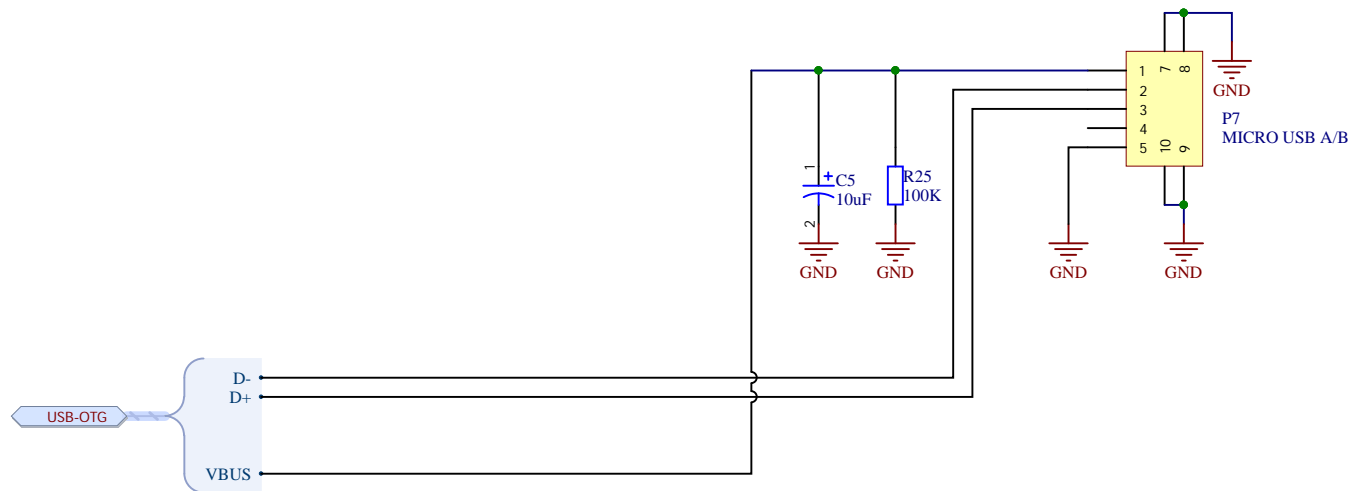 1
2
3
4
5
7
8
10
9
GND
P7
MICRO USB A/B
1
+
C5
10uF
2
GND
R25
100K
GND
GND
GND
D-
D+
USB-OTG
VBUS